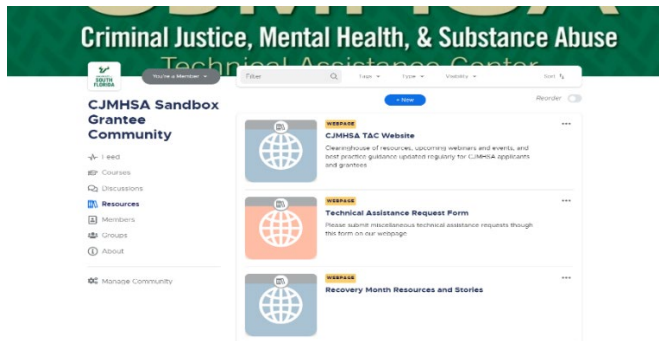 Criminal Justice, Mental Health, & Substance Abuse
Technical Assistance Center
UNIVERSITY of
SOUTH
FLORIDA
You're a Member
Filter
Tags
Type
Visibility
Sort
+ New
Reorder
CJMHSA Sandbox
Grantee
Community
Feed
Courses
Discussions
Resources
Members
Groups
About
Manage Community
WEBPAGE
CJMHSA TAC Website
Clearinghouse of resources, upcoming webinars and events, and
best practice guidance updated regularly for CJMHSA applicants
and grantees
WEBPAGE
Technical Assistance Request Form
Please submit miscellaneous technical assistance requests though
this form on our webpage
WEBPAGE
Recovery Month Resources and Stories